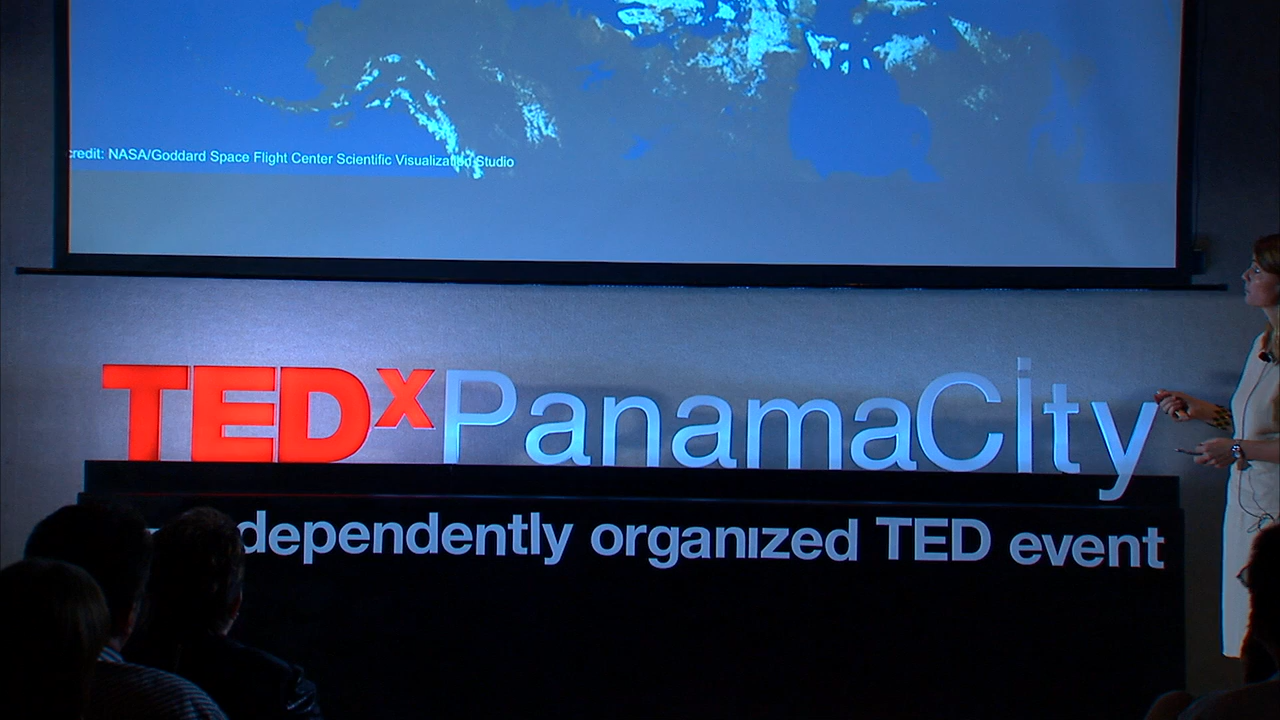 credit: NASA/Goddard Space Flight Center Scientific Visualization Studio
TEDxPanamaCity
dependently organized TED event